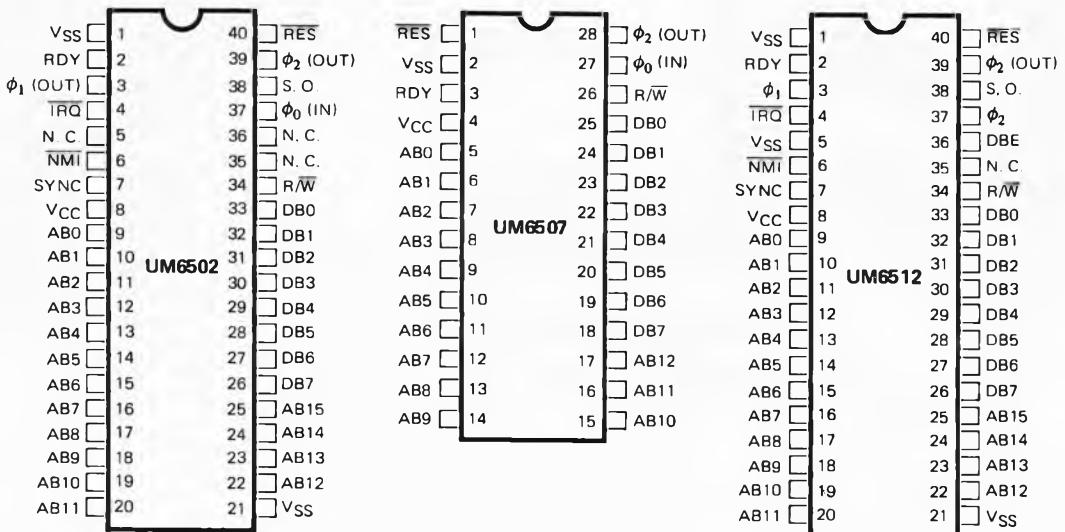 VSS 1 40 RES
RDY 2 39 ϕ2 (OUT)
ϕ1 (OUT) 3 38 S. O.
IRQ 4 37 ϕ0 (IN)
N. C. 5 36 N. C.
NMI 6 35 N. C.
SYNC 7 34 R/W
VCC 8 33 DB0
AB0 9 32 DB1
AB1 10 31 DB2
UM6502
AB2 11 30 DB3
AB3 12 29 DB4
AB4 13 28 DB5
AB5 14 27 DB6
AB6 15 26 DB7
AB7 16 25 AB15
AB8 17 24 AB14
AB9 18 23 AB13
AB10 19 22 AB12
AB11 20 21 VSS
RES 1 28 ϕ2 (OUT)
VSS 2 27 ϕ0 (IN)
RDY 3 26 R/W
VCC 4 25 DB0
AB0 5 24 DB1
AB1 6 23 DB2
AB2 7 22 DB3
UM6507
AB3 8 21 DB4
AB4 9 20 DB5
AB5 10 19 DB6
AB6 11 18 DB7
AB7 12 17 AB12
AB8 13 16 AB11
AB9 14 15 AB10
VSS 1 40 RES
RDY 2 39 ϕ2 (OUT)
ϕ1 3 38 S. O.
IRQ 4 37 ϕ2
VSS 5 36 DBE
NMI 6 35 N. C.
SYNC 7 34 R/W
VCC 8 33 DB0
AB0 9 32 DB1
AB1 10 31 DB2
UM6512
AB2 11 30 DB3
AB3 12 29 DB4
AB4 13 28 DB5
AB5 14 27 DB6
AB6 15 26 DB7
AB7 16 25 AB15
AB8 17 24 AB14
AB9 18 23 AB13
AB10 19 22 AB12
AB11 20 21 VSS